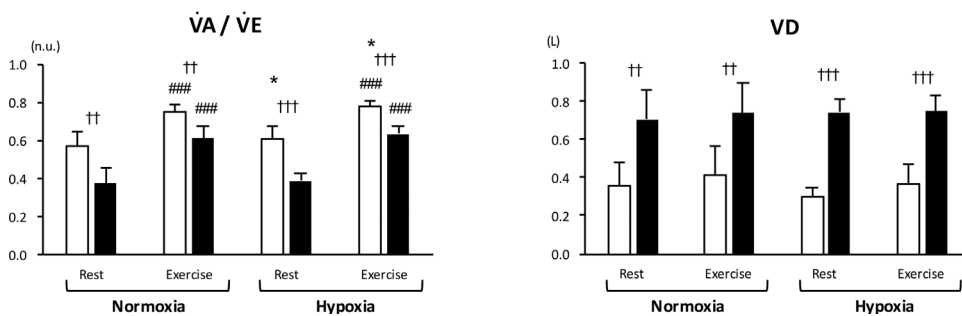 V̇A / V̇E
(n.u.)
1.0
0.8
0.6
0.4
0.2
0.0
††
††
###
###
*
†††
*
†††
###
###
Rest
Exercise
Rest
Exercise
Normoxia
Hypoxia
VD
(L)
1.0
0.8
0.6
0.4
0.2
0.0
††
††
†††
†††
Rest
Exercise
Rest
Exercise
Normoxia
Hypoxia